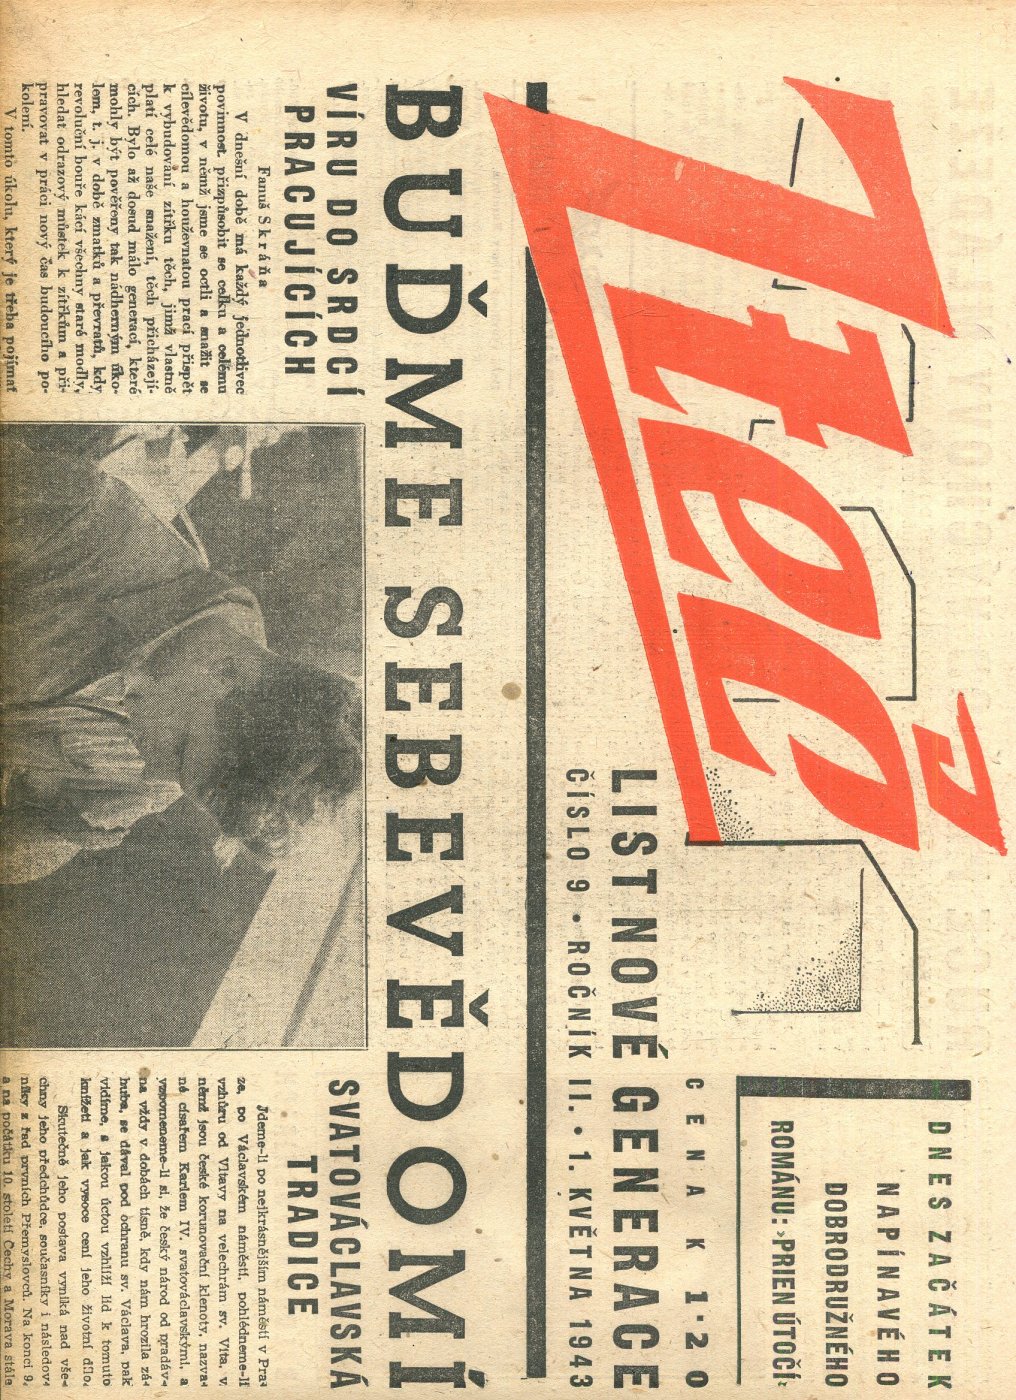 Zteč
DNES ZAČÁTEK
NAPÍNAVÉHO
DOBRODRUŽNÉHO
ROMÁNU: »PRIEN ÚTOČÍ«
CENA K 1·20
LIST NOVÉ GENERACE
ČÍSLO 9 • ROČNÍK II. • 1. KVĚTNA 1943
BUĎME SEBEVĚDOMÍ
VÍRU DO SRDCÍ
PRACUJÍCÍCH
Fanuš Skráňa
V dnešní době má každý jednotlivec
povinnost přizpůsobit se celku a celému
životu, v němž jsme se octli a snažit se
cílevědomou a houževnatou prací přispět
k vybudování zítřku těch, jimž vlastně
platí celé naše snažení, těch přicházejí-
cích. Bylo až dosud málo generací, které
mohly být pověřeny tak nádherným úko-
lem, t. j. v době zmatků a převratů, kdy
revoluční bouře kácí všechny staré modly,
hledat odrazový můstek k zítřkům a při-
pravovat v práci nový čas budoucího po-
kolení.
V tomto úkolu, který je třeba pojímat
SVATOVÁCLAVSKÁ
TRADICE
Jdeme-li po nejkrásnějším náměstí v Pra-
ze, po Václavském náměstí, pohlédneme-li
vzhůru od Vltavy na velechrám sv. Víta, v
němž jsou české korunovační klenoty, nazva-
né císařem Karlem IV. svatováclavskými, a
vzpomeneme-li si, že český národ od pradáv-
na vždy v dobách tísně, kdy nám hrozila zá-
huba, se dával pod ochranu sv. Václava, pak
vidíme, s jakou úctou vzhlíží lid k tomuto
knížeti a jak vysoce cení jeho životní dílo.
Skutečně jeho postava vyniká nad vše-
chny jeho předchůdce, současníky i následov-
níky z řad prvních Přemyslovců. Na konci 9.
a na počátku 10. století Čechy a Morava stále